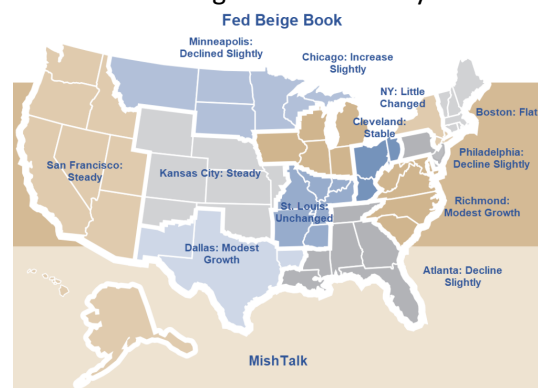 Fed Beige Book
Minneapolis:
Declined Slightly
Chicago: Increase
Slightly
NY: Little
Changed
Boston: Flat
Cleveland:
Stable
Philadelphia:
Decline Slightly
San Francisco:
Steady
Kansas City: Steady
St. Louis:
Unchanged
Richmond:
Modest Growth
Dallas: Modest
Growth
Atlanta: Decline
Slightly
MishTalk